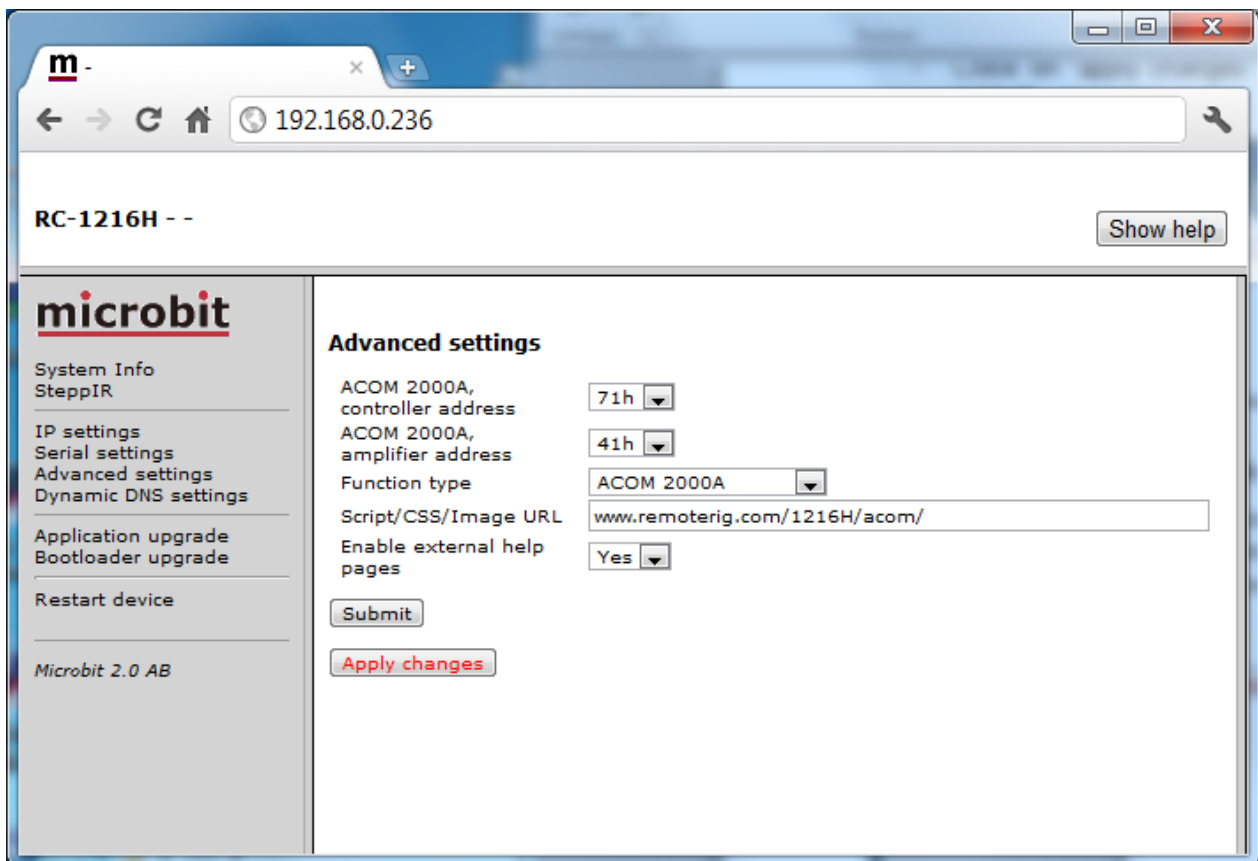 m -
192.168.0.236
RC-1216H - -
Show help
microbit
System Info
SteppIR
IP settings
Serial settings
Advanced settings
Dynamic DNS settings
Application upgrade
Bootloader upgrade
Restart device
Microbit 2.0 AB
Advanced settings
ACOM 2000A,
controller address
71h
ACOM 2000A,
amplifier address
41h
Function type
ACOM 2000A
Script/CSS/Image URL
www.remoterig.com/1216H/acom/
Enable external help
pages
Yes
Submit
Apply changes